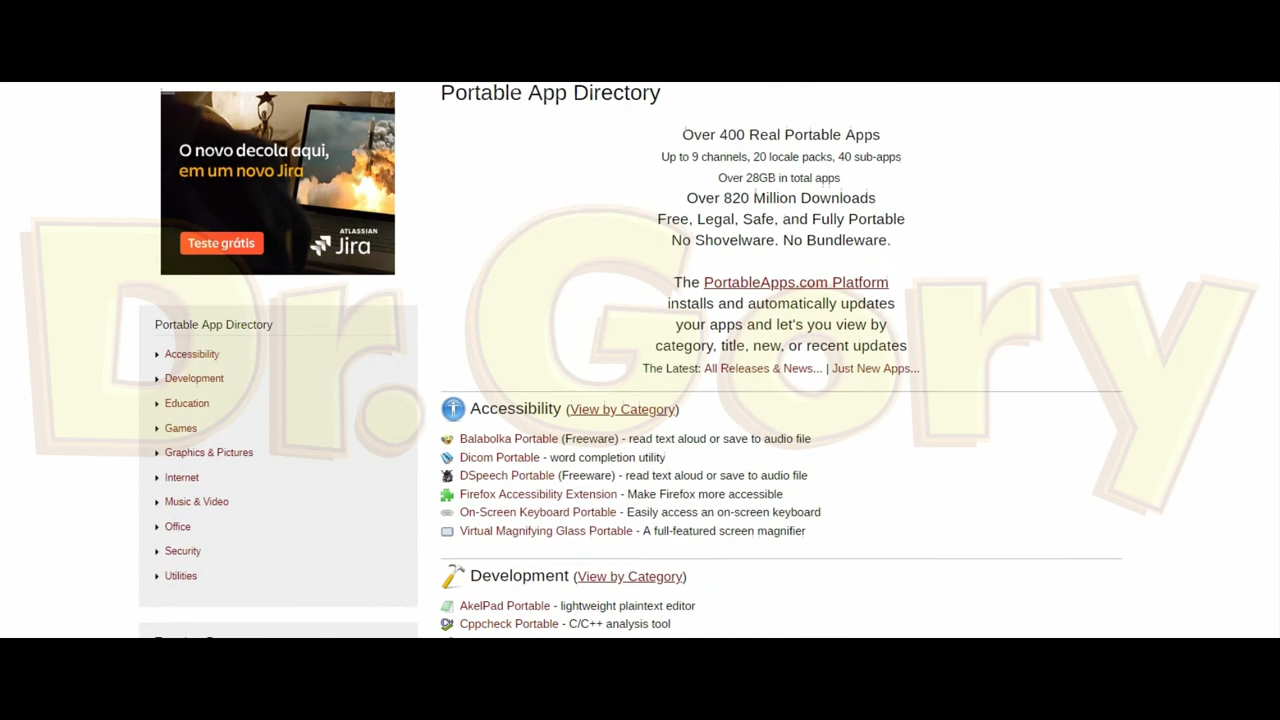 Portable App Directory
O novo decola aqui,
em um novo Jira
Teste grátis
ATLASSIAN
Jira
Over 400 Real Portable Apps
Up to 9 channels, 20 locale packs, 40 sub-apps
Over 28GB in total apps
Over 820 Million Downloads
Free, Legal, Safe, and Fully Portable
No Shovelware. No Bundleware.
The PortableApps.com Platform
installs and automatically updates
your apps and let's you view by
category, title, new, or recent updates
The Latest: All Releases & News... | Just New Apps...
Dr.Gory
Portable App Directory
Accessibility
Development
Education
Games
Graphics & Pictures
Internet
Music & Video
Office
Security
Utilities
Accessibility (View by Category)
Balabolka Portable (Freeware) - read text aloud or save to audio file
Dicom Portable - word completion utility
DSpeech Portable (Freeware) - read text aloud or save to audio file
Firefox Accessibility Extension - Make Firefox more accessible
On-Screen Keyboard Portable - Easily access an on-screen keyboard
Virtual Magnifying Glass Portable - A full-featured screen magnifier
Development (View by Category)
AkelPad Portable - lightweight plaintext editor
Cppcheck Portable - C/C++ analysis tool